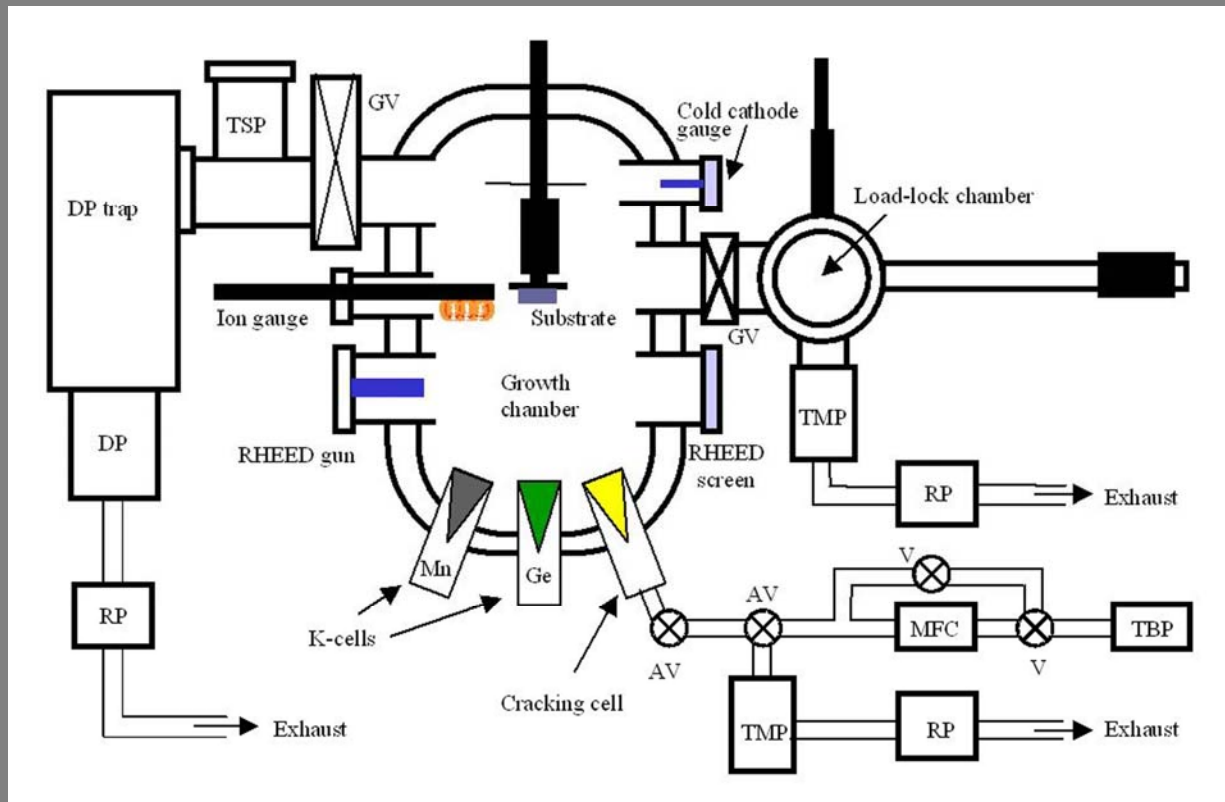 GV
TSP
DP trap
Cold cathode
gauge
Load-lock chamber
Ion gauge
Substrate
GV
Growth
chamber
TMP
DP
RHEED gun
RHEED
screen
RP
Exhaust
Mn
Ge
V
AV
RP
K-cells
MFC
TBP
AV
V
Cracking cell
Exhaust
TMP
RP
Exhaust